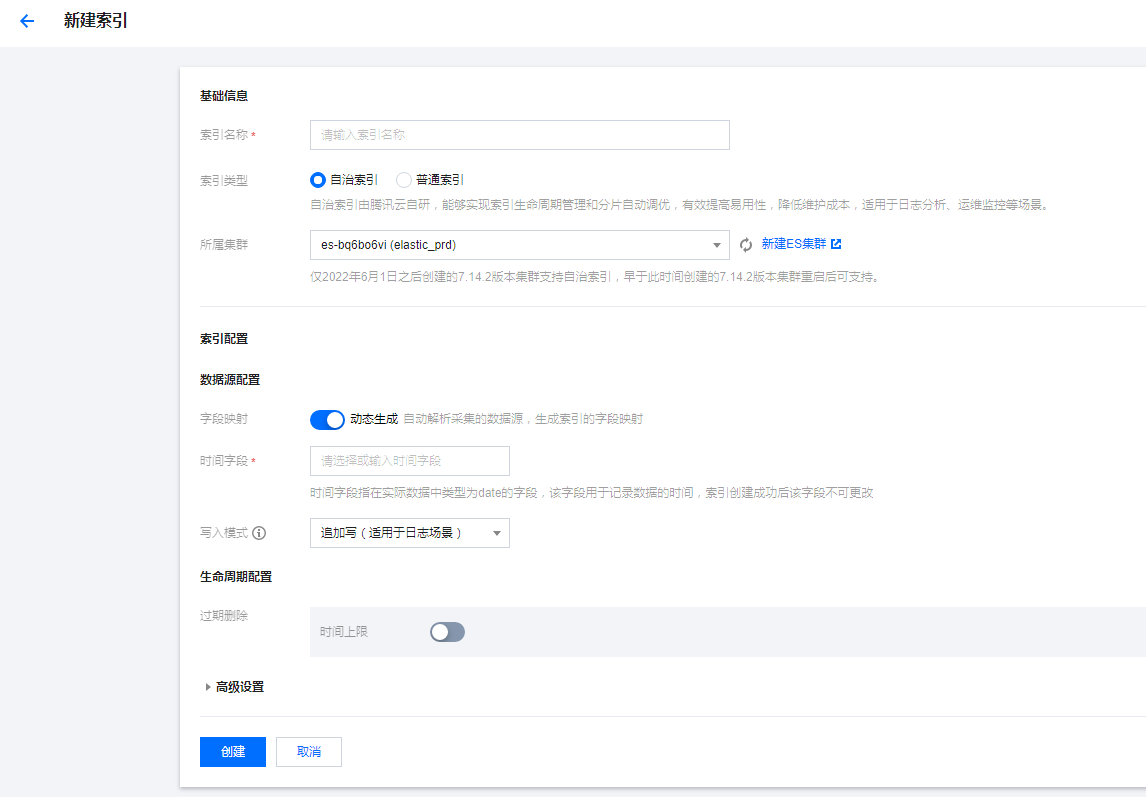 新建索引
基础信息
索引名称 *
请输入索引名称
索引类型
自治索引
普通索引
自治索引由腾讯云自研，能够实现索引生命周期管理和分片自动调优，有效提高易用性，降低维护成本，适用于日志分析、运维监控等场景。
所属集群
es-bq6bo6vi (elastic_prd)
新建ES集群
仅2022年6月1日之后创建的7.14.2版本集群支持自治索引，早于此时间创建的7.14.2版本集群重启后可支持。
索引配置
数据源配置
字段映射
动态生成 自动解析采集的数据源，生成索引的字段映射
时间字段 *
请选择或输入时间字段
时间字段指在实际数据中类型为date的字段，该字段用于记录数据的时间，索引创建成功后该字段不可更改
写入模式
追加写（适用于日志场景）
生命周期配置
过期删除
时间上限
高级设置
创建
取消